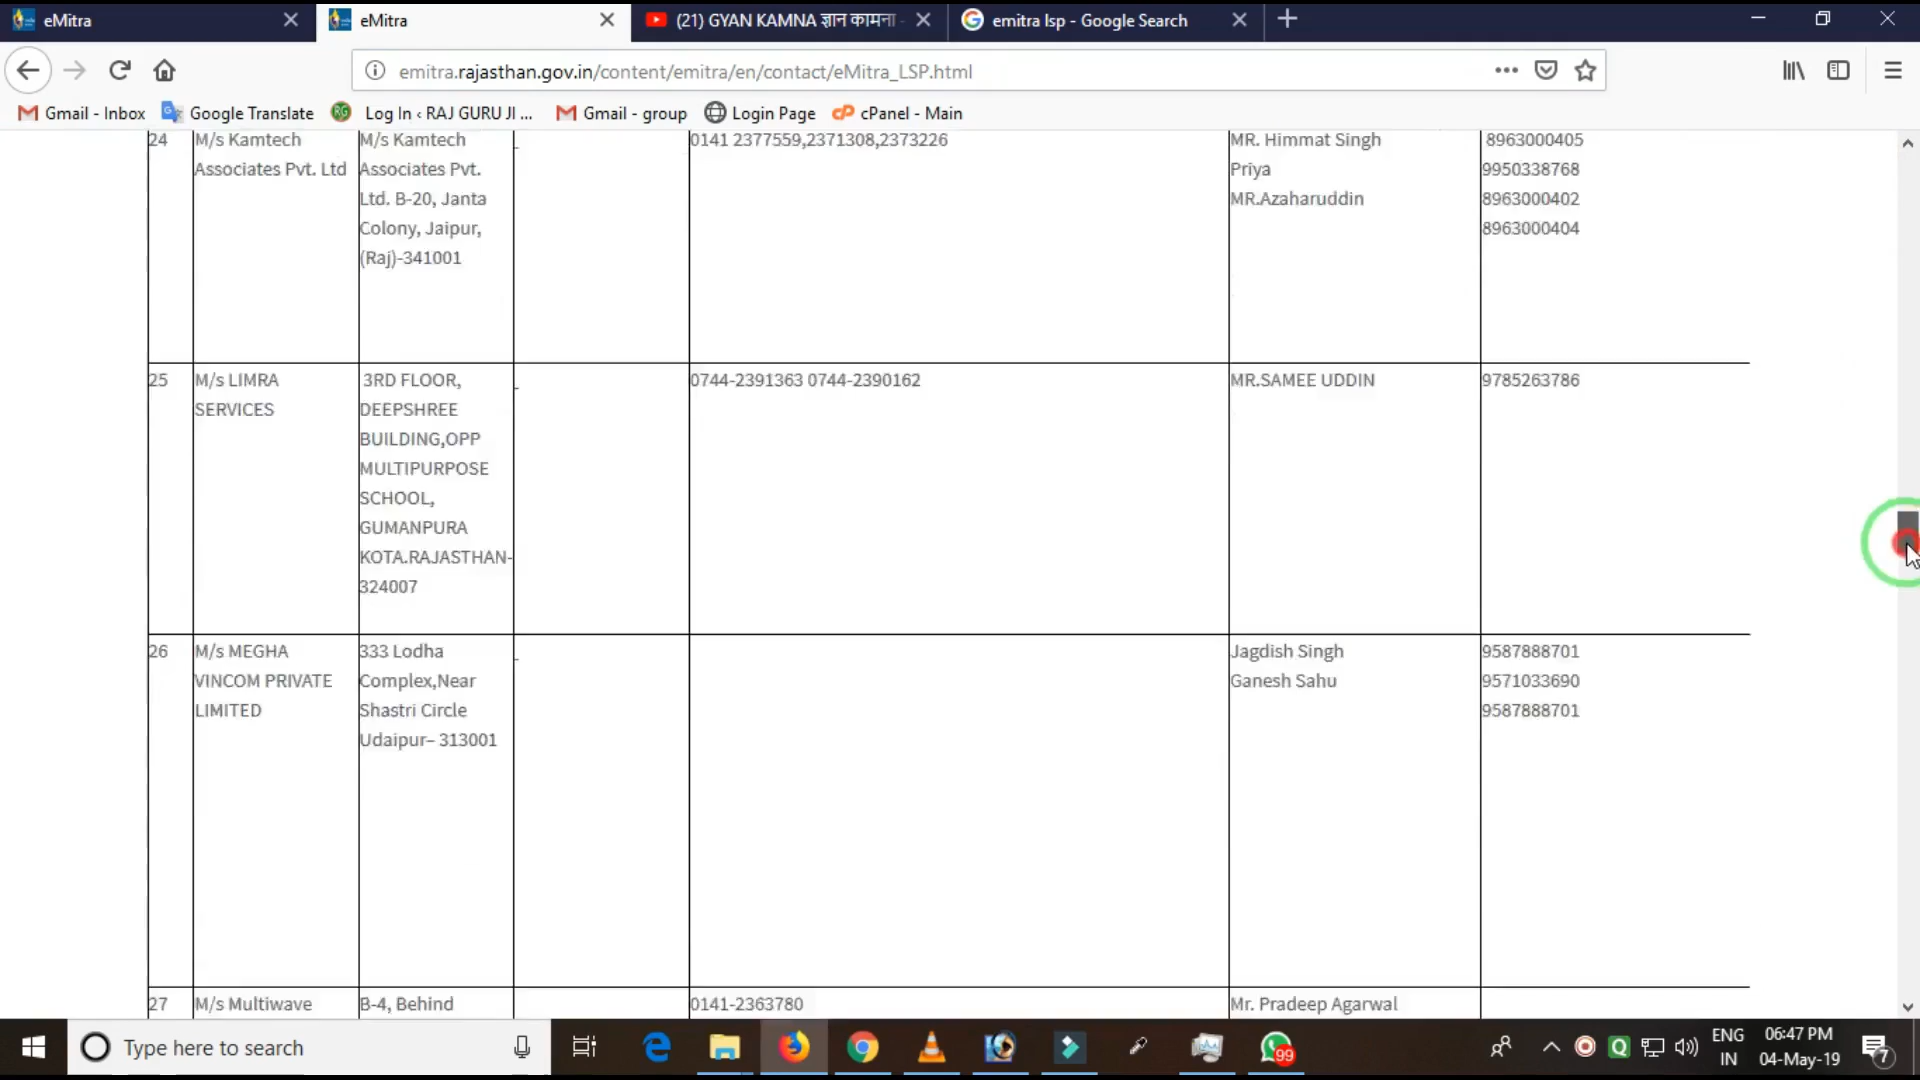 eMitra
eMitra
(21) GYAN KAMNA ज्ञान कामना -
emitra lsp - Google Search
emitra.rajasthan.gov.in/content/emitra/en/contact/eMitra_LSP.html
Gmail - Inbox
Google Translate
Log In ‹ RAJ GURU JI ...
Gmail - group
Login Page
cPanel - Main
24
M/s Kamtech
Associates Pvt. Ltd
M/s Kamtech
Associates Pvt.
Ltd. B-20, Janta
Colony, Jaipur,
(Raj)-341001
-
0141 2377559,2371308,2373226
MR. Himmat Singh
Priya
MR.Azaharuddin
8963000405
9950338768
8963000402
8963000404
25
M/s LIMRA
SERVICES
3RD FLOOR,
DEEPSHREE
BUILDING,OPP
MULTIPURPOSE
SCHOOL,
GUMANPURA
KOTA.RAJASTHAN-
324007
-
0744-2391363 0744-2390162
MR.SAMEE UDDIN
9785263786
26
M/s MEGHA
VINCOM PRIVATE
LIMITED
333 Lodha
Complex,Near
Shastri Circle
Udaipur– 313001
-
Jagdish Singh
Ganesh Sahu
9587888701
9571033690
9587888701
27
M/s Multiwave
B-4, Behind
0141-2363780
Mr. Pradeep Agarwal
Type here to search
99
ENG
IN
06:47 PM
04-May-19
7